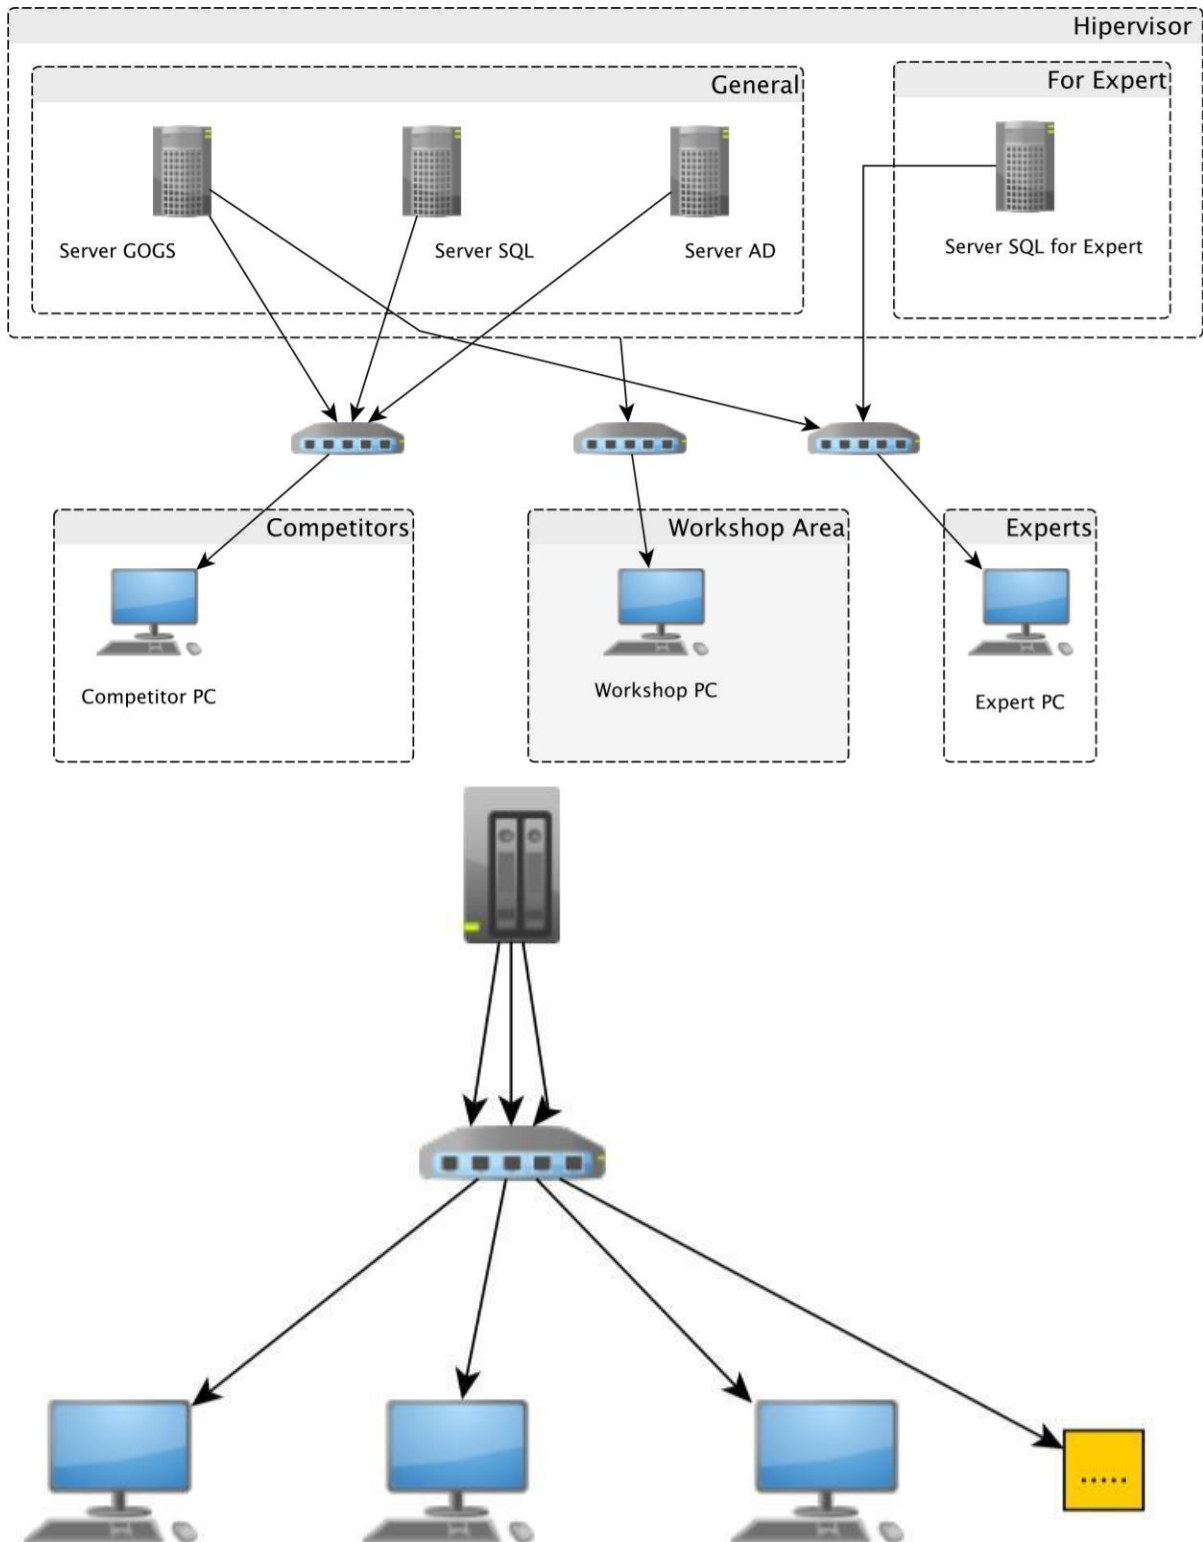 Hipervisor
General
For Expert
Server GOGS
Server SQL
Server AD
Server SQL for Expert
Competitors
Workshop Area
Experts
Competitor PC
Workshop PC
Expert PC
.....